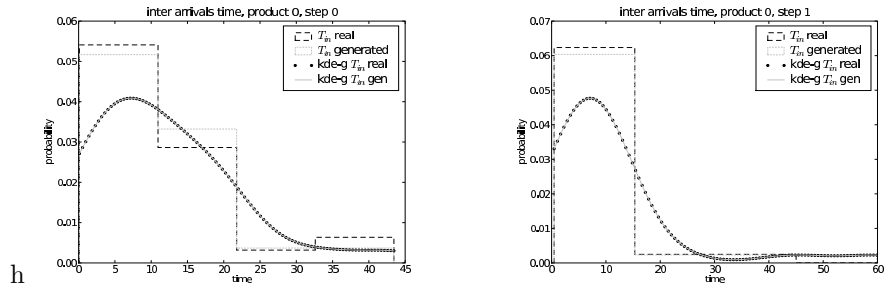 inter arrivals time, product 0, step 0
0.06
0.05
0.04
0.03
0.02
0.01
0.00
probability
T_in real
T_in generated
kde-g T_in real
kde-g T_in gen
0 5 10 15 20 25 30 35 40 45
time
inter arrivals time, product 0, step 1
0.07
0.06
0.05
0.04
0.03
0.02
0.01
0.00
probability
T_in real
T_in generated
kde-g T_in real
kde-g T_in gen
0 10 20 30 40 50 60
time
h